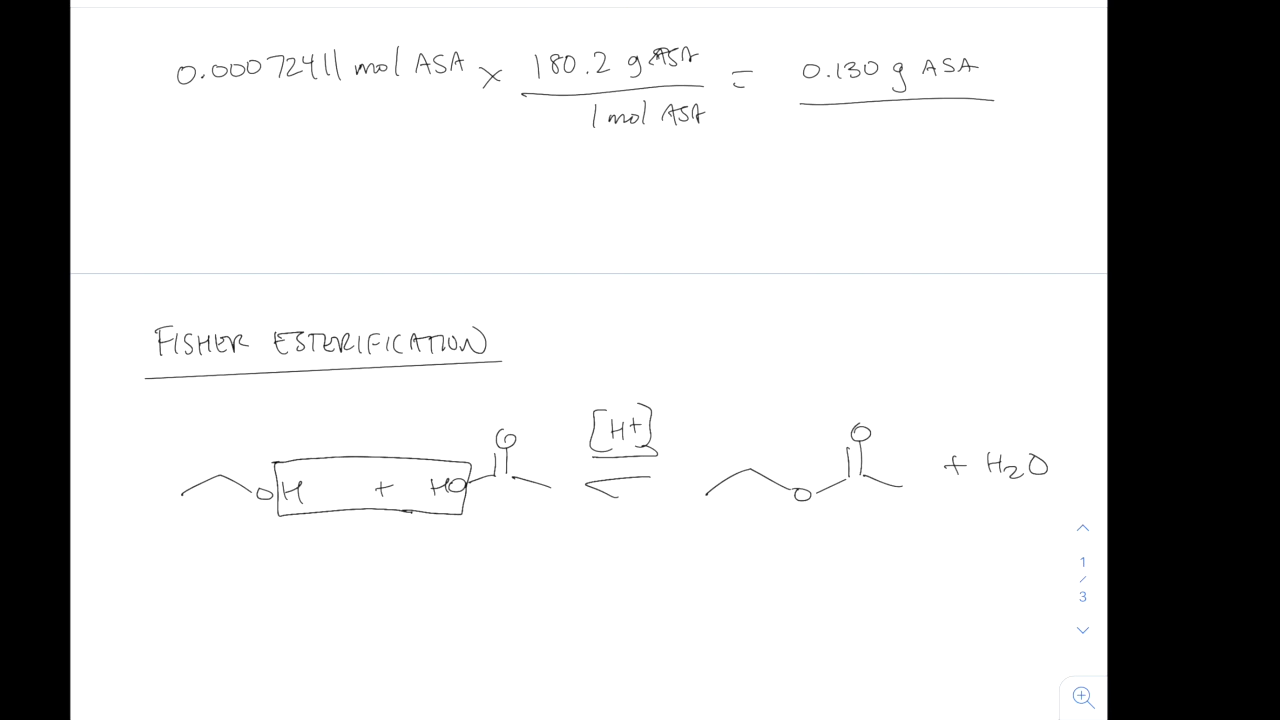 0.00072411 mol ASA × 180.2 g ASA / 1 mol ASA = 0.130 g ASA
FISHER ESTERIFICATION
[H+]
O O
OH + HO O + H₂O
1
/
3